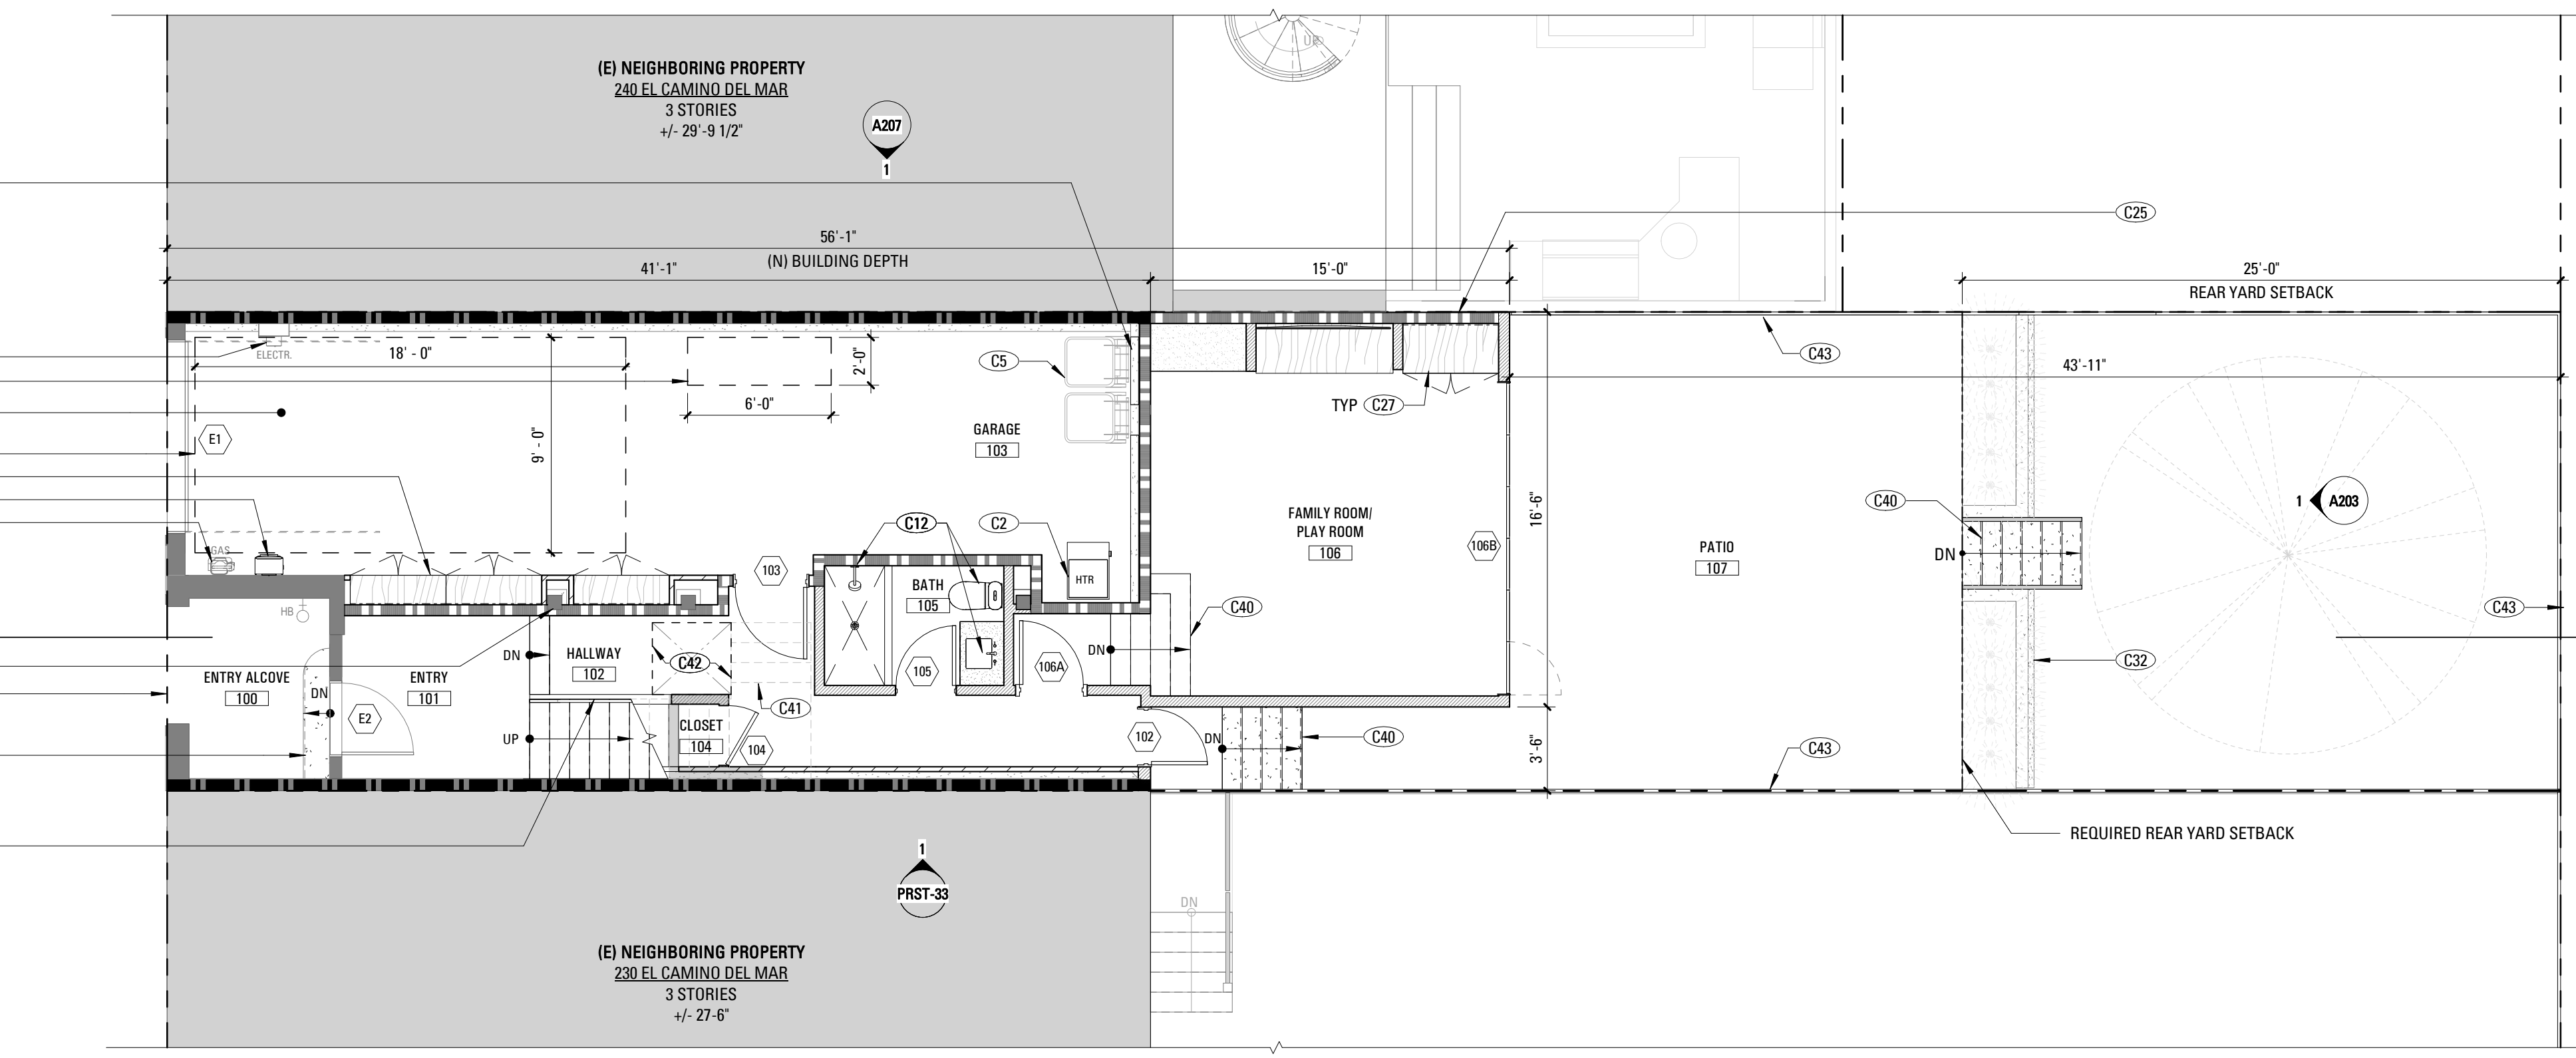 (E) NEIGHBORING PROPERTY
240 EL CAMINO DEL MAR
3 STORIES
+/- 29'-9 1/2"
A207
1
UP
C25
56'-1"
(N) BUILDING DEPTH
41'-1"
15'-0"
25'-0"
REAR YARD SETBACK
ELECTR.
18' - 0"
2'-0"
6'-0"
9' - 0"
C5
GARAGE
103
E1
TYP C27
C43
43'-11"
C12
C2
GAS
HTR
103
BATH
105
FAMILY ROOM/
PLAY ROOM
106
106B
16'-6"
PATIO
107
C40
DN
1 A203
C43
HB
C40
ENTRY ALCOVE
100
DN
E2
ENTRY
101
DN
HALLWAY
102
C42
C41
105
106A
DN
C32
UP
CLOSET
104
104
102
DN
C40
3'-6"
C43
REQUIRED REAR YARD SETBACK
1
PRST-33
DN
(E) NEIGHBORING PROPERTY
230 EL CAMINO DEL MAR
3 STORIES
+/- 27-6"